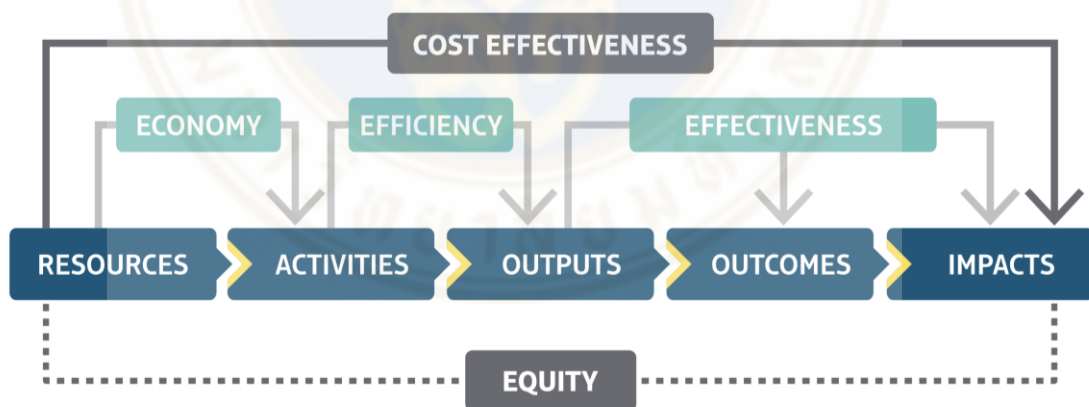 COST EFFECTIVENESS
ECONOMY
EFFICIENCY
EFFECTIVENESS
RESOURCES
ACTIVITIES
OUTPUTS
OUTCOMES
IMPACTS
EQUITY